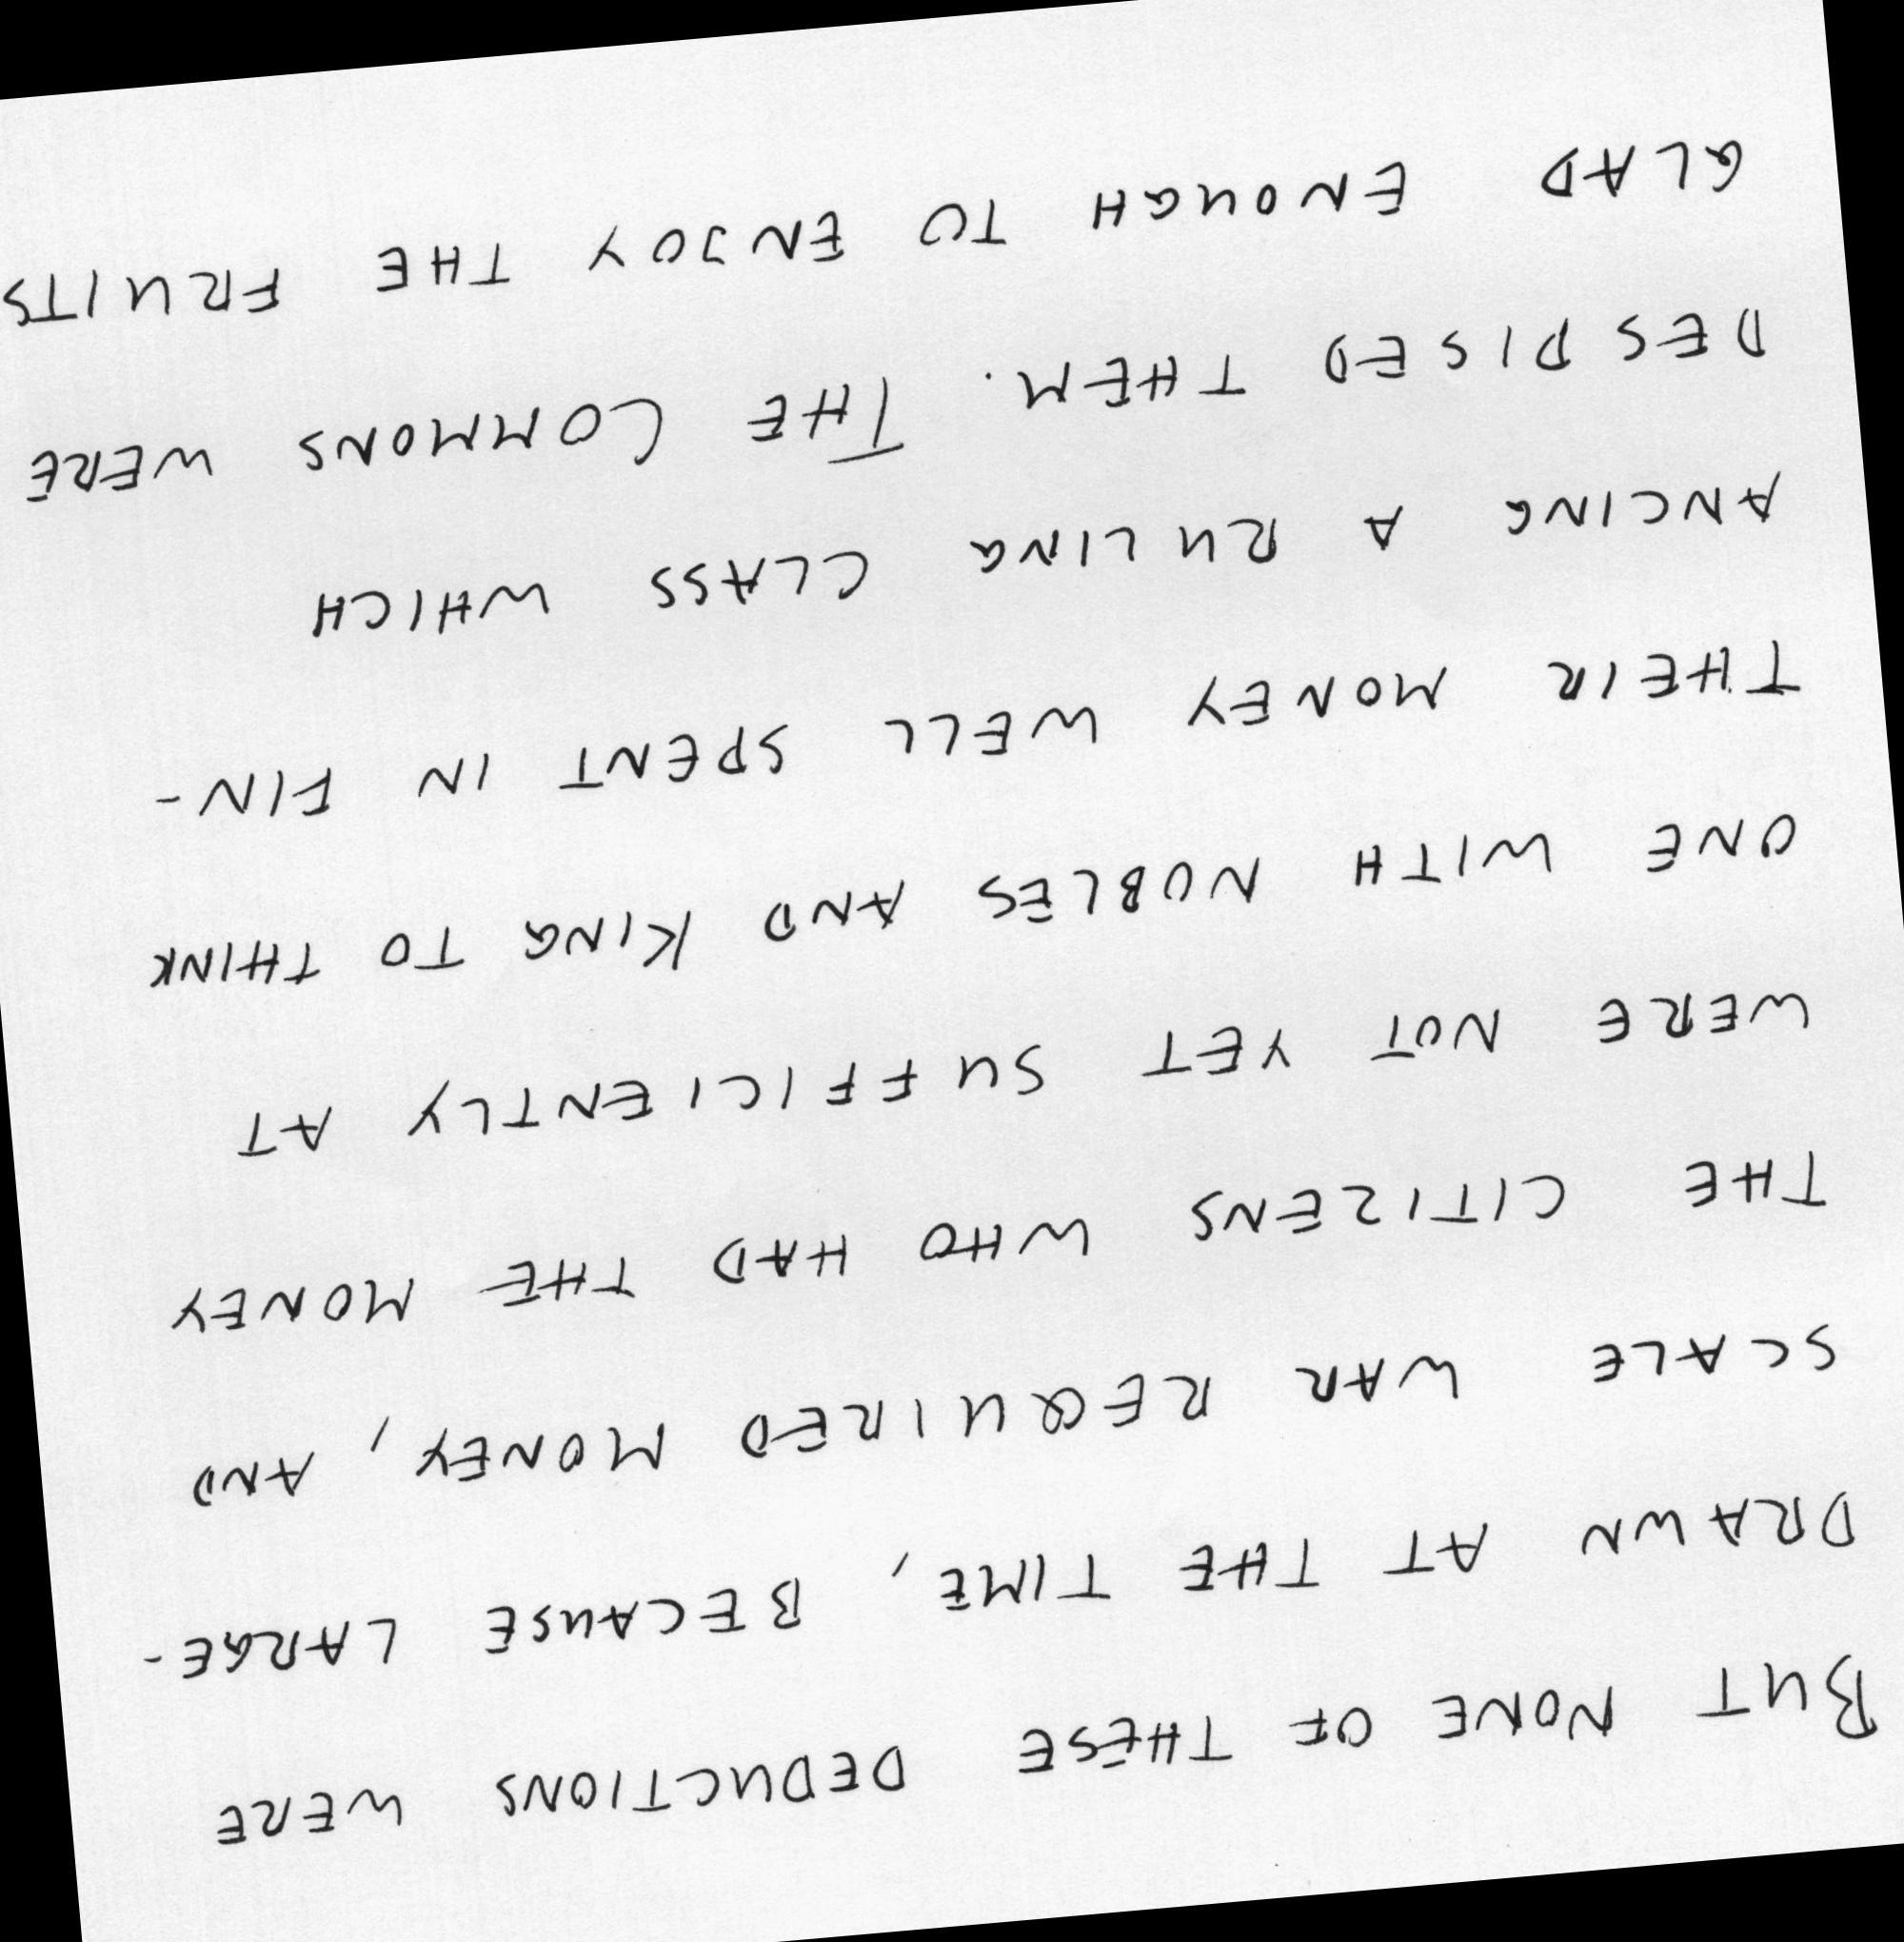 BUT NONE OF THESE DEDUCTIONS WERE
DRAWN AT THE TIME, BECAUSE LARGE-
SCALE WAR REQUIRED MONEY, AND
THE CITIZENS WHO HAD THE MONEY
WERE NOT YET SUFFICIENTLY AT
ONE WITH NOBLES AND KING TO THINK
THEIR MONEY WELL SPENT IN FIN-
ANCING A RULING CLASS WHICH
DESPISED THEM. THE COMMONS WERE
GLAD ENOUGH TO ENJOY THE FRUITS